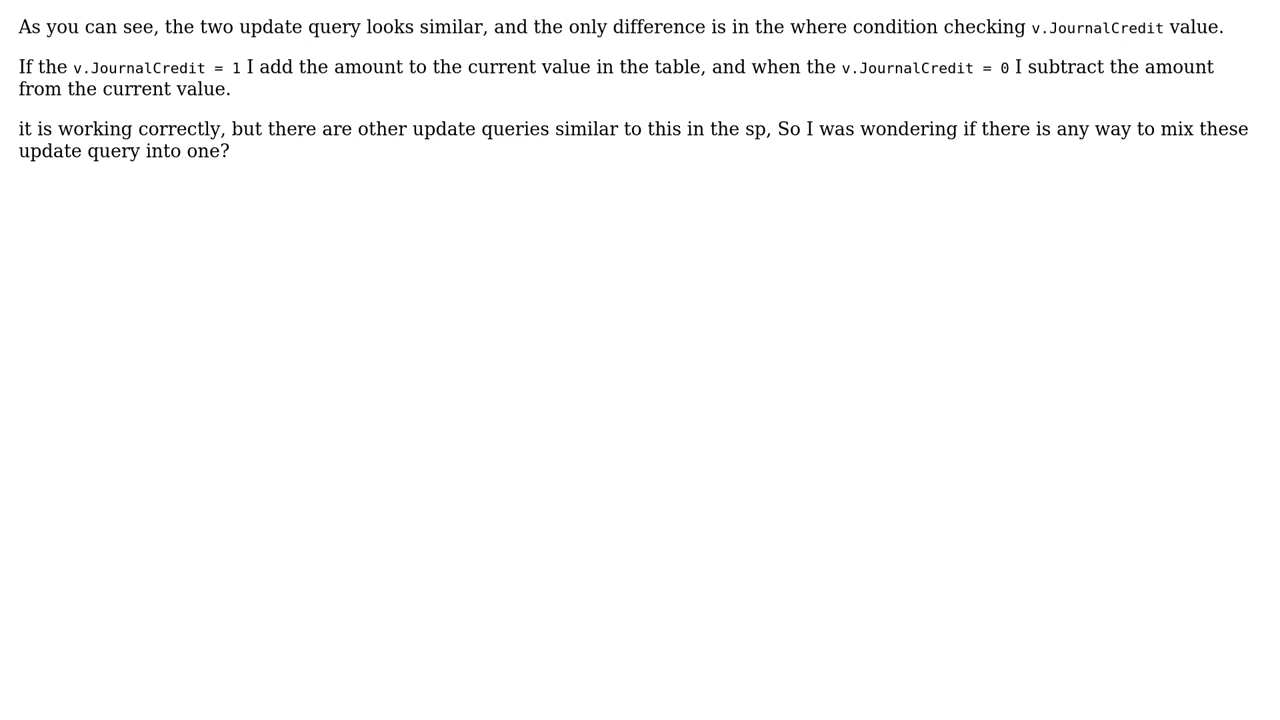 As you can see, the two update query looks similar, and the only difference is in the where condition checking v.JournalCredit value.
If the v.JournalCredit = 1 I add the amount to the current value in the table, and when the v.JournalCredit = 0 I subtract the amount
from the current value.
it is working correctly, but there are other update queries similar to this in the sp, So I was wondering if there is any way to mix these
update query into one?